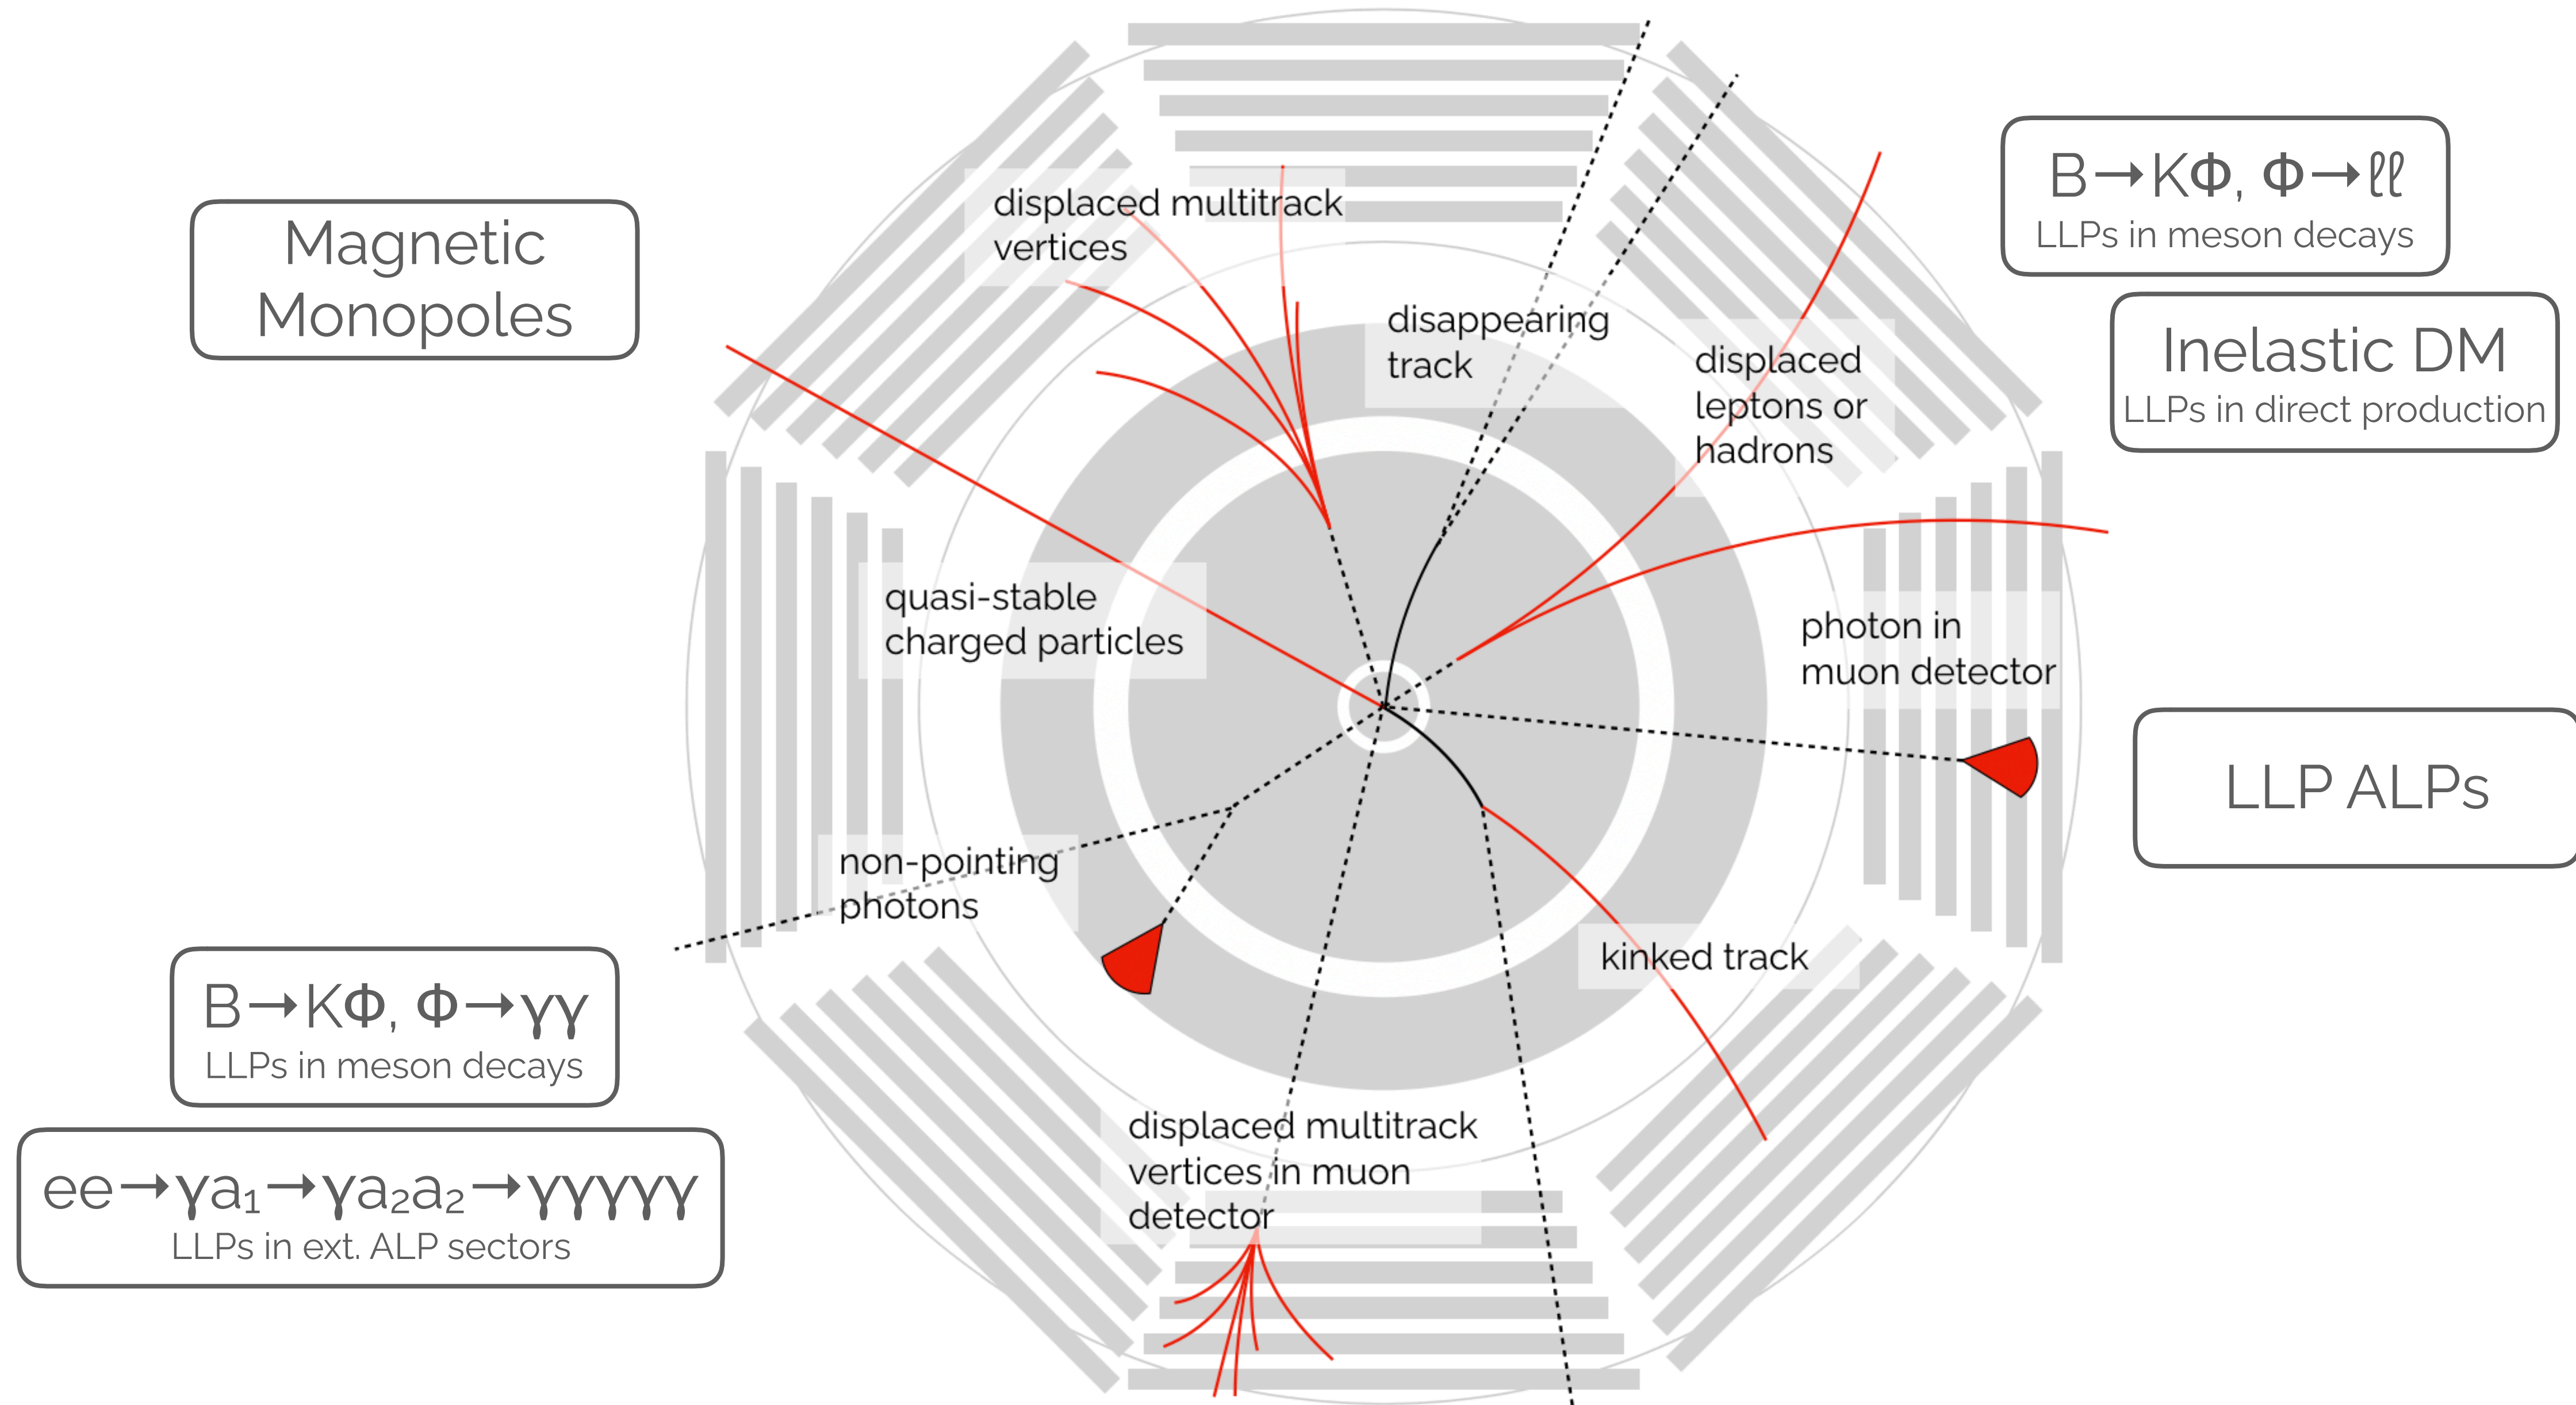 Magnetic
Monopoles
displaced multitrack
vertices
disappearing
track
displaced
leptons or
hadrons
B→KΦ, Φ→ℓℓ
LLPs in meson decays
Inelastic DM
LLPs in direct production
quasi-stable
charged particles
photon in
muon detector
LLP ALPs
non-pointing
photons
kinked track
B→KΦ, Φ→γγ
LLPs in meson decays
ee→γa₁→γa₂a₂→γγγγγ
LLPs in ext. ALP sectors
displaced multitrack
vertices in muon
detector